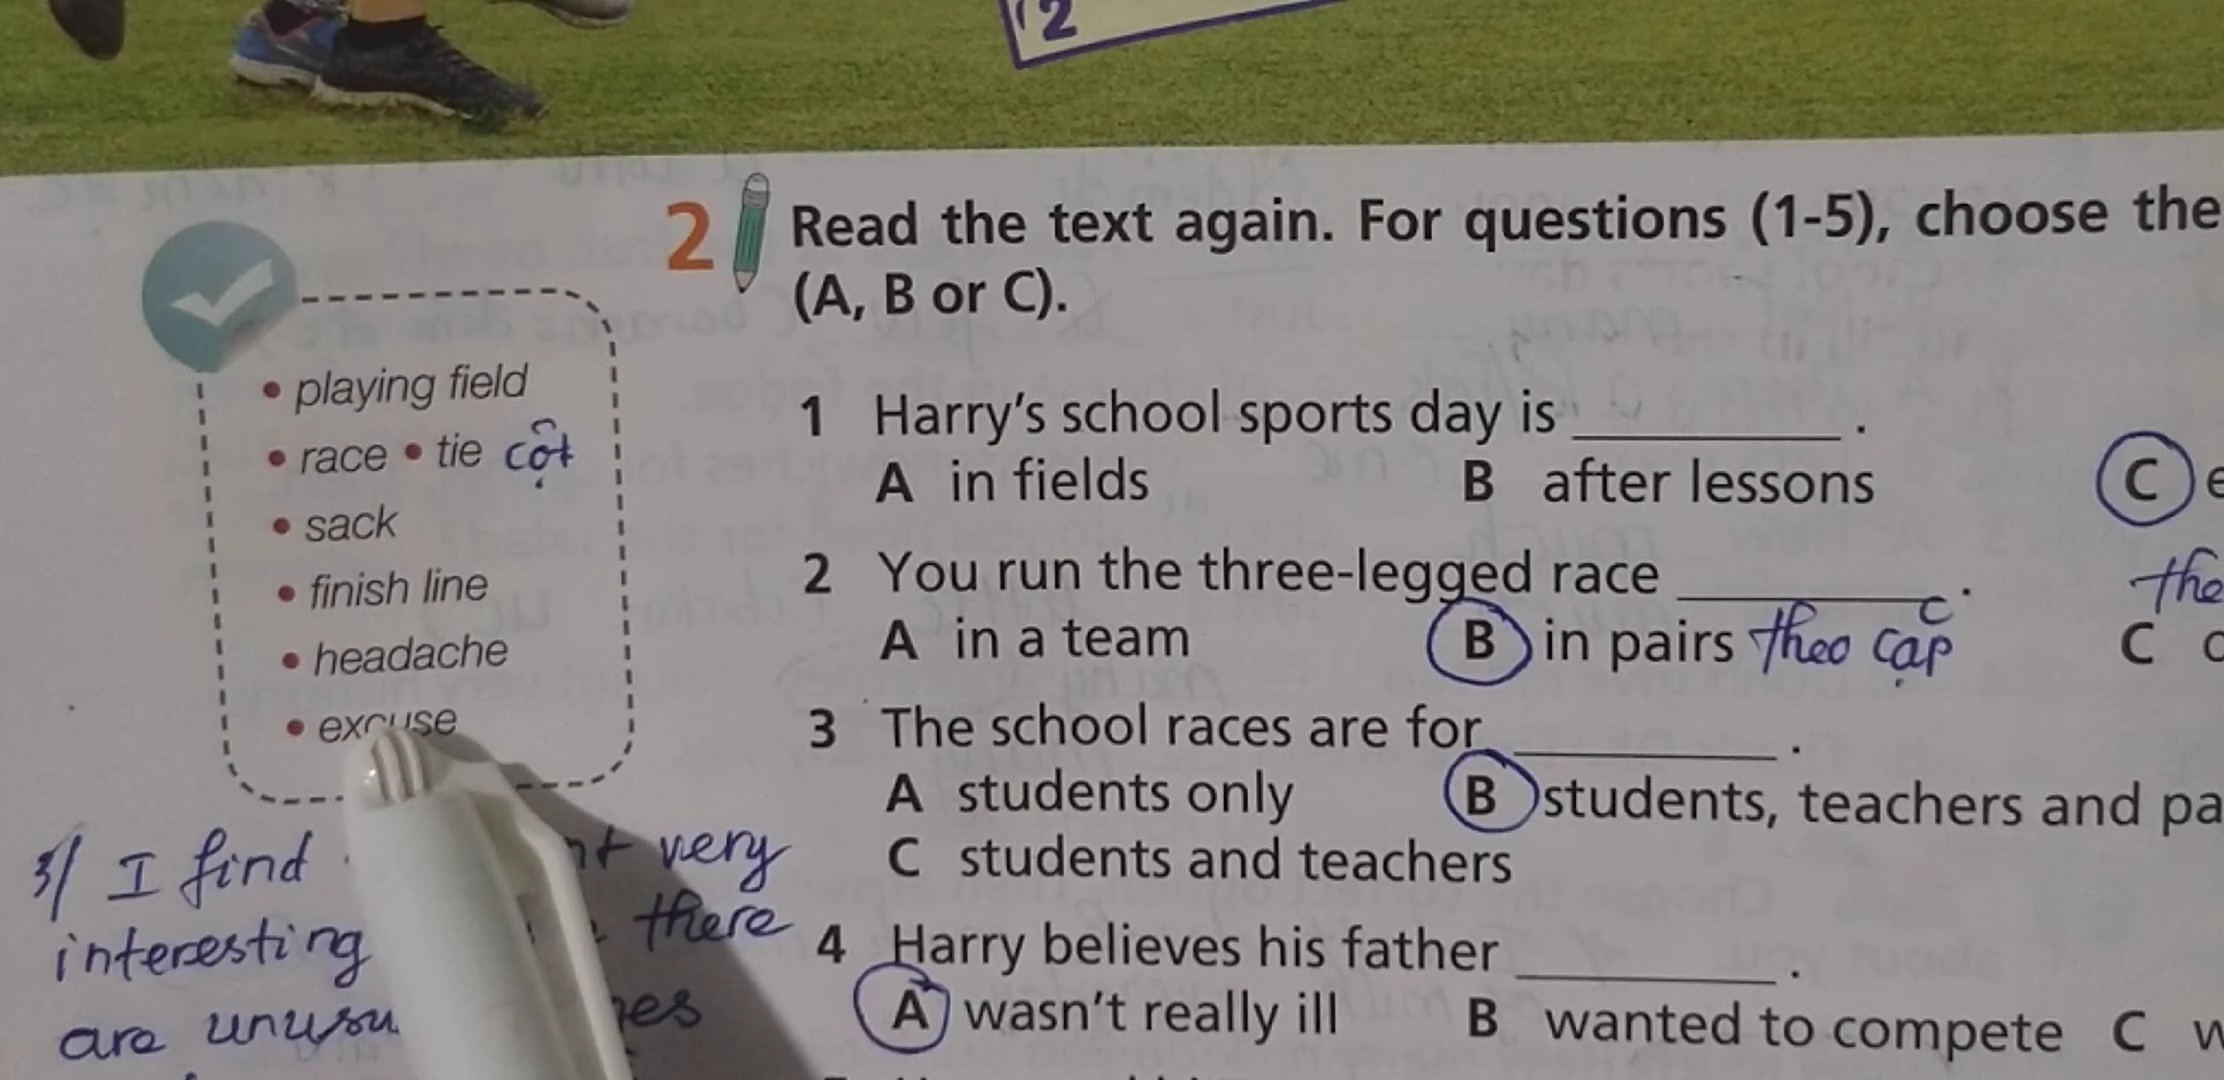 2
2 Read the text again. For questions (1-5), choose the
(A, B or C).
• playing field
• race • tie cột
• sack
• finish line
• headache
• excuse
1 Harry's school sports day is ________ .
A in fields B after lessons C
2 You run the three-legged race ________ .
A in a team B in pairs theo cặp C
3 The school races are for ________ .
A students only B students, teachers and
C students and teachers
4 Harry believes his father ________ .
A wasn't really ill B wanted to compete C
3/ I find very
interesting there
are